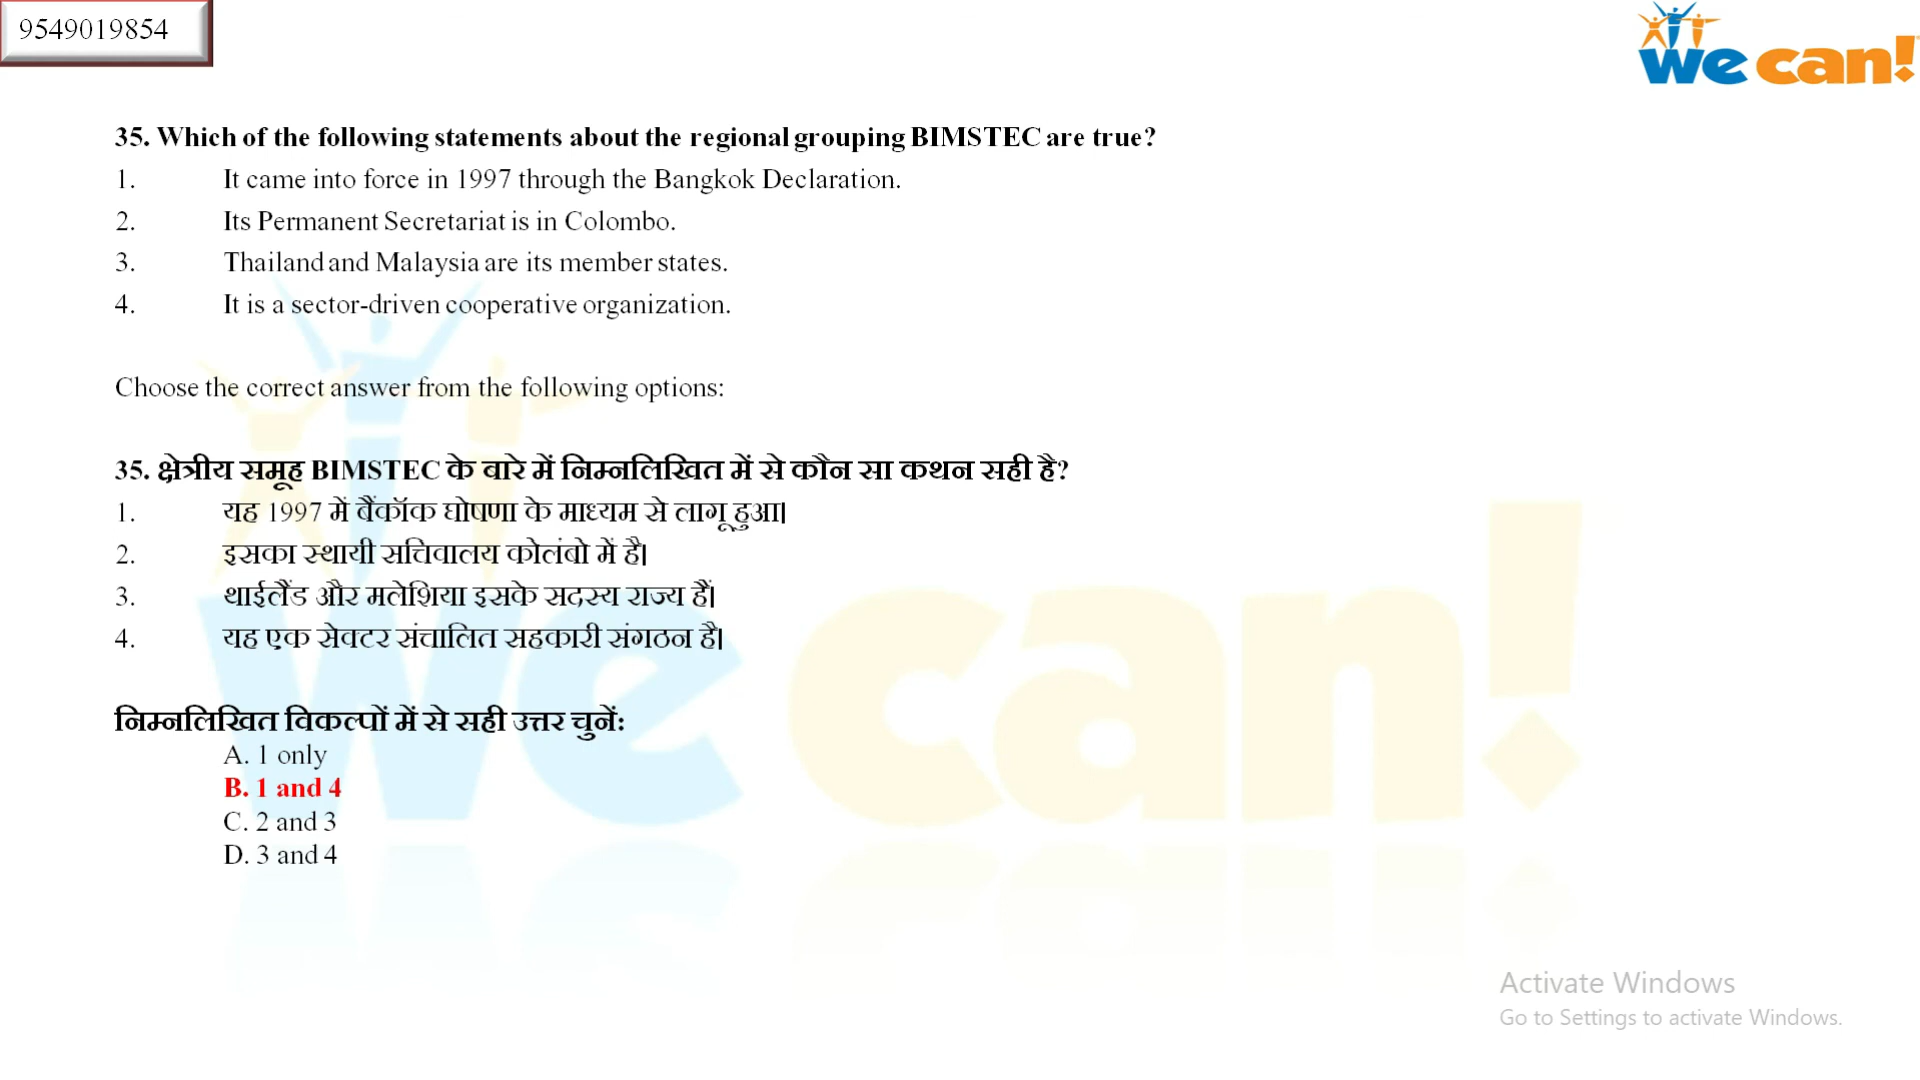 9549019854
We can!
35. Which of the following statements about the regional grouping BIMSTEC are true?
1. It came into force in 1997 through the Bangkok Declaration.
2. Its Permanent Secretariat is in Colombo.
3. Thailand and Malaysia are its member states.
4. It is a sector-driven cooperative organization.
Choose the correct answer from the following options:
35. क्षेत्रीय समूह BIMSTEC के बारे में निम्नलिखित में से कौन सा कथन सही है?
1. यह 1997 में बैंकॉक घोषणा के माध्यम से लागू हुआ।
2. इसका स्थायी सचिवालय कोलंबो में है।
3. थाईलैंड और मलेशिया इसके सदस्य राज्य हैं।
4. यह एक सेक्टर संचालित सहकारी संगठन है।
निम्नलिखित विकल्पों में से सही उत्तर चुनें:
A. 1 only
B. 1 and 4
C. 2 and 3
D. 3 and 4
we can!
Activate Windows
Go to Settings to activate Windows.